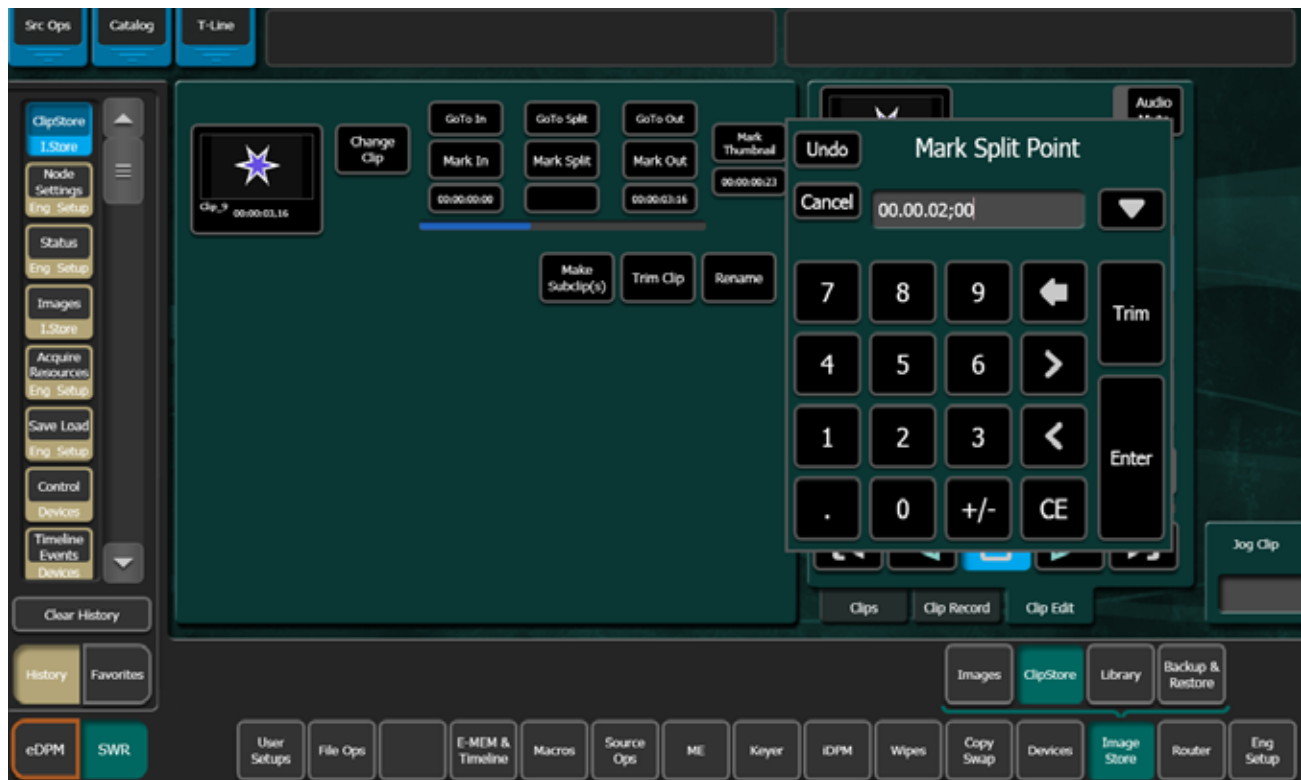 Src Ops
Catalog
T-Line
ClipStore
I.Store
Node
Settings
Eng Setup
Status
Eng Setup
Images
I.Store
Acquire
Resources
Eng Setup
Save Load
Eng Setup
Control
Devices
Timeline
Events
Devices
Clear History
History
Favorites
Clip_9 00:00:03.16
Change
Clip
GoTo In
GoTo Split
GoTo Out
Mark In
Mark Split
Mark Out
Mark
Thumbnail
00:00:00:00
00:00:03:16
00:00:00:23
Make
Subclip(s)
Trim Clip
Rename
Audio
Undo
Mark Split Point
Cancel
00.00.02;00
7
8
9
Trim
4
5
6
>
1
2
3
<
Enter
.
0
+/-
CE
Jog Clip
Clips
Clip Record
Clip Edit
Images
ClipStore
Library
Backup &
Restore
eDPM
SWR
User
Setups
File Ops
E-MEM &
Timeline
Macros
Source
Ops
ME
Keyer
iDPM
Wipes
Copy
Swap
Devices
Image
Store
Router
Eng
Setup